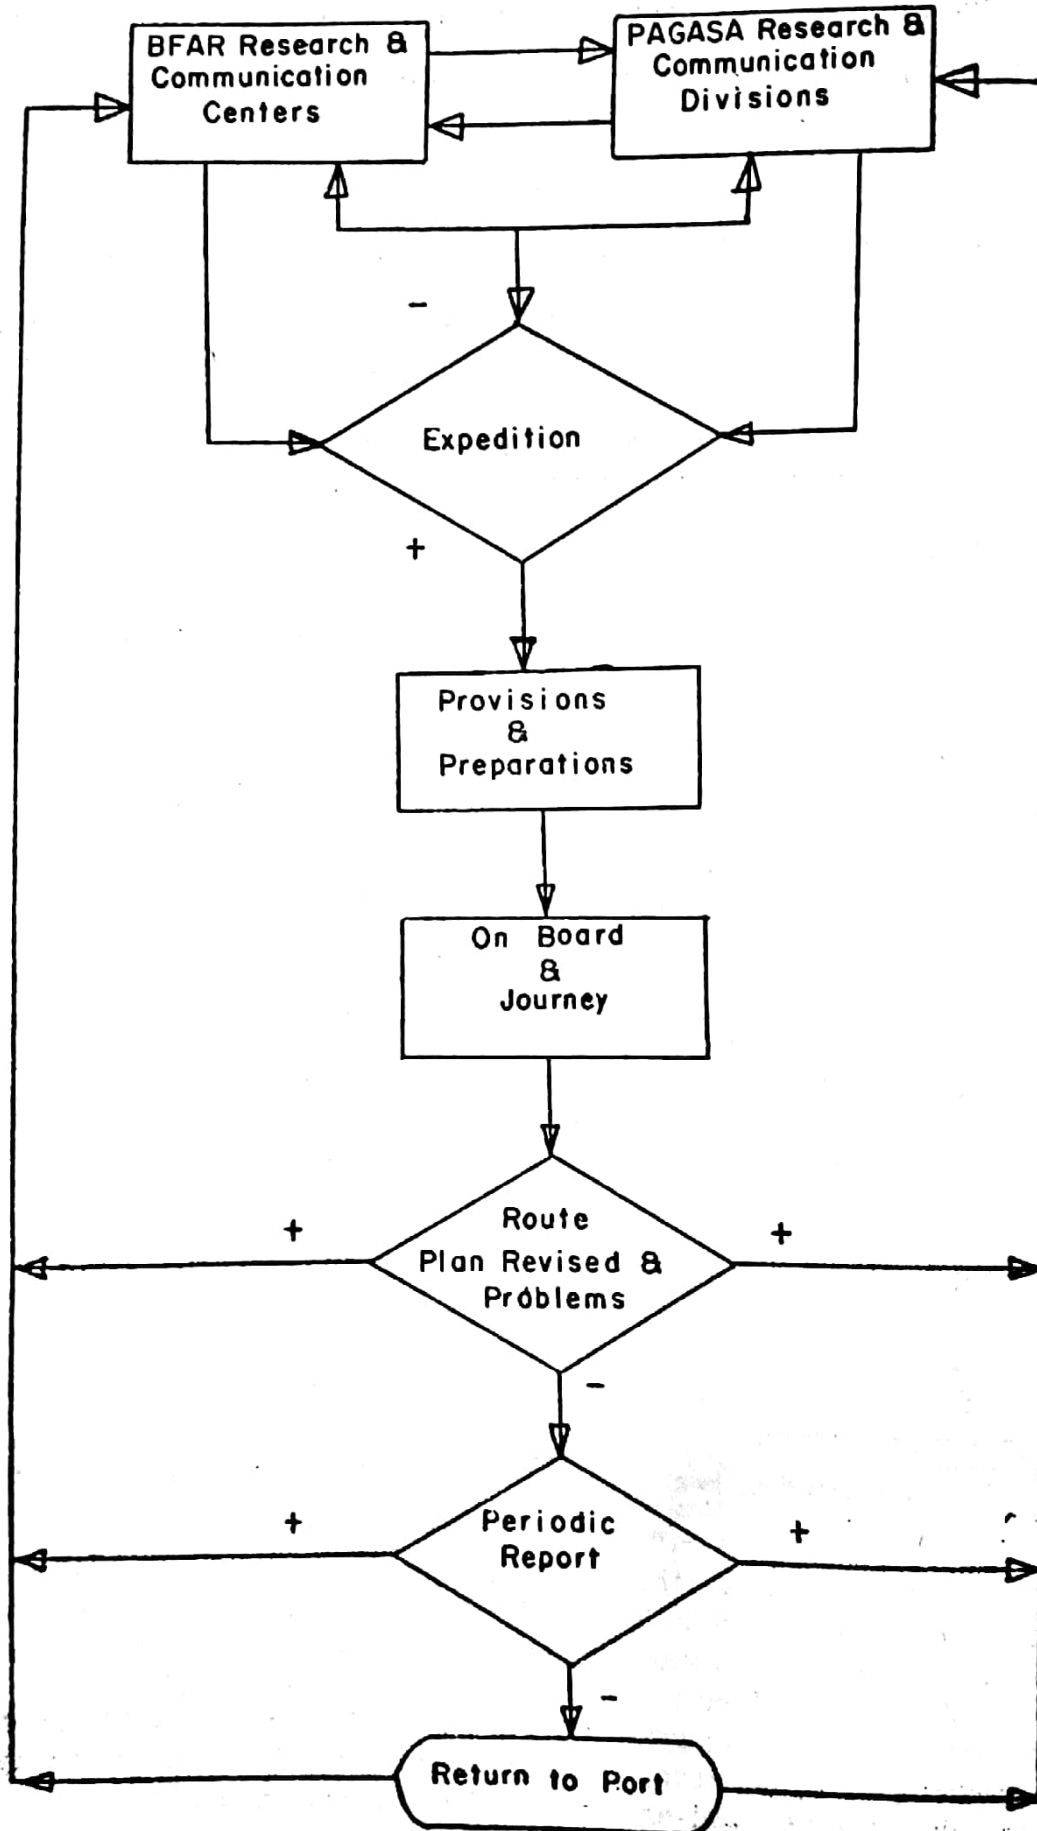 BFAR Research &
Communication
Centers
PAGASA Research &
Communication
Divisions
-
Expedition
+
Provisions
&
Preparations
On Board
&
Journey
+
Route
+
Plan Revised &
Problems
-
+
Periodic
+
Report
-
Return to Port